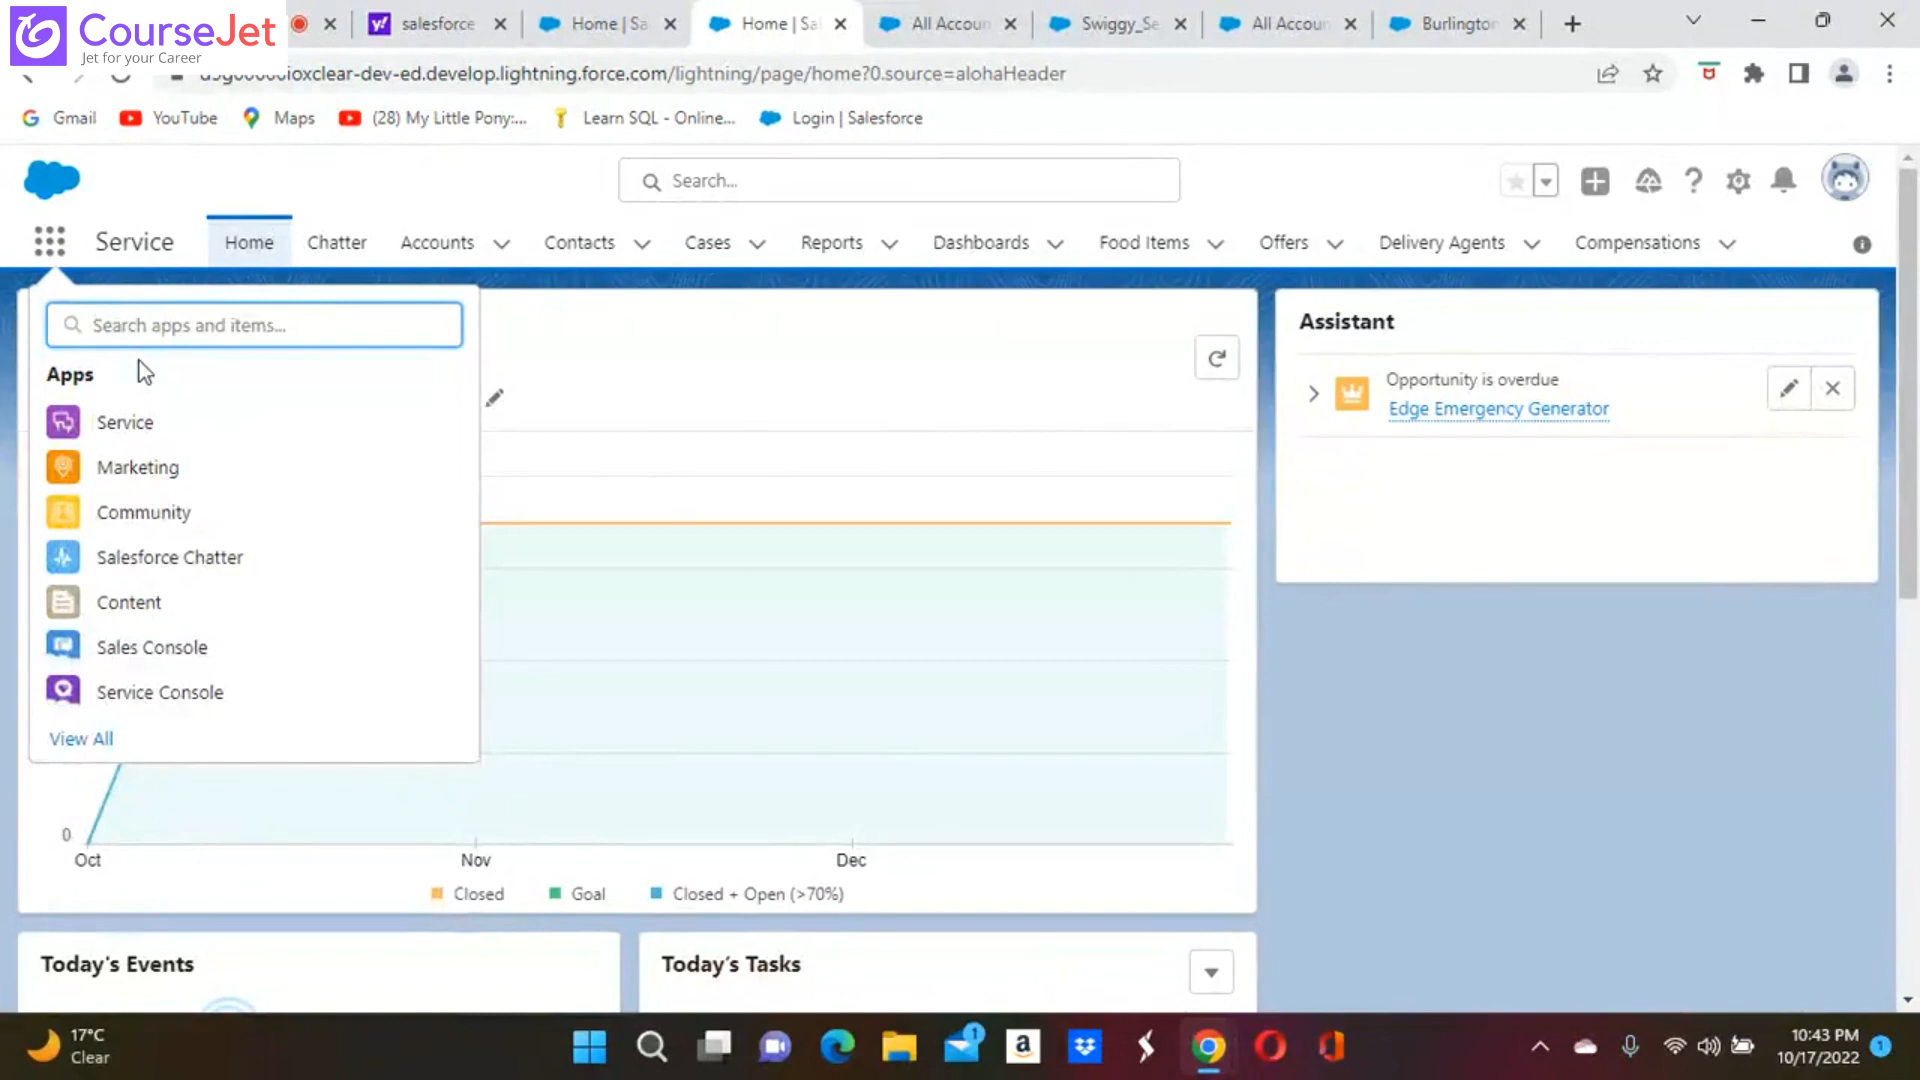 CourseJet
Jet for your Career
salesforce
Home | Sa
Home | Sal
All Accoun
Swiggy_Se
All Accoun
Burlington
ioxclear-dev-ed.develop.lightning.force.com/lightning/page/home?0.source=alohaHeader
Gmail
YouTube
Maps
(28) My Little Pony:...
Learn SQL - Online...
Login | Salesforce
Search...
Service
Home
Chatter
Accounts
Contacts
Cases
Reports
Dashboards
Food Items
Offers
Delivery Agents
Compensations
Search apps and items...
Apps
Service
Marketing
Community
Salesforce Chatter
Content
Sales Console
Service Console
View All
Assistant
Opportunity is overdue
Edge Emergency Generator
0
Oct
Nov
Dec
Closed
Goal
Closed + Open (>70%)
Today's Events
Today's Tasks
17°C
Clear
1
10:43 PM
10/17/2022
1